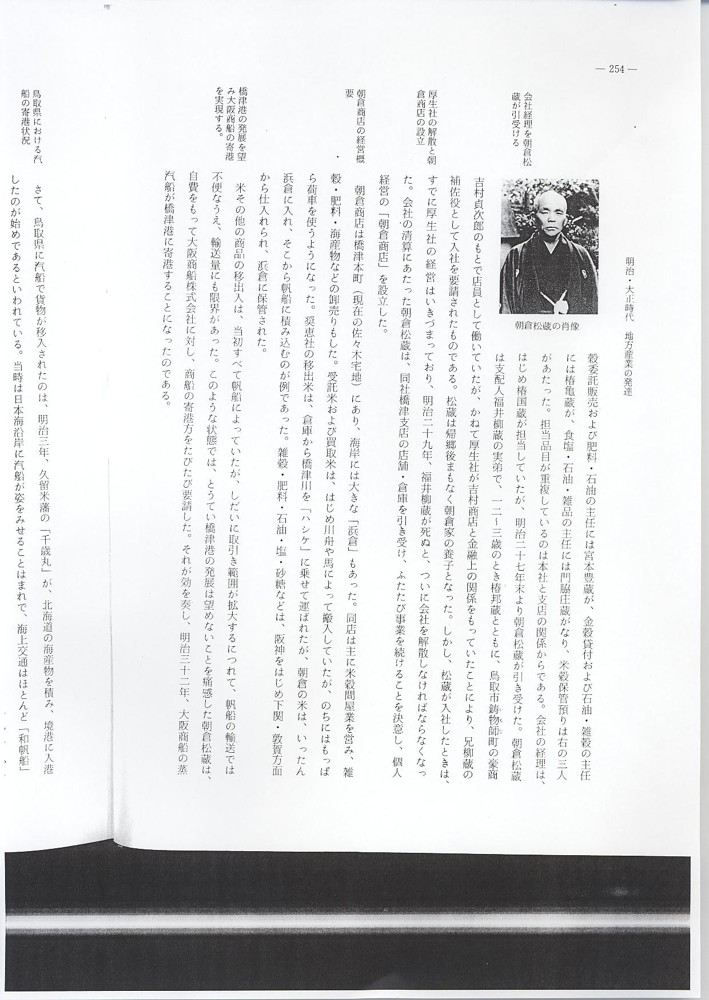 ― 254 ―
明治・大正時代　地方産業の発達
会社経理を朝倉松
蔵が引受ける
朝倉松蔵の肖像
穀委託販売および肥料・石油の主任には宮本豊蔵が、金穀貸付および石油・雑穀の主任
には椿亀蔵が、食塩・石油・雑品の主任には門脇庄蔵がなり、米穀保管預りは右の三人
があたった。担当品目が重複しているのは本社と支店の関係からである。会社の経理は、
はじめ椿国蔵が担当していたが、明治二十七年末より朝倉松蔵が引き受けた。朝倉松蔵
は支配人福井柳蔵の実弟で、一二～三歳のとき椿邦蔵とともに、鳥取市鋳物師町の豪商
吉村貞次郎のもとで店員として働いていたが、かねて厚生社が吉村商店と金融上の関係をもっていたことにより、兄柳蔵の
補佐役として入社を要請されたものである。松蔵は帰郷後まもなく朝倉家の養子となった。しかし、松蔵が入社したときは、
厚生社の解散と朝
倉商店の設立
すでに厚生社の経営はいきづまっており、明治二十九年、福井柳蔵が死ぬと、ついに会社を解散しなければならなくなっ
た。会社の清算にあたった朝倉松蔵は、同社橋津支店の店舗・倉庫を引き受け、ふたたび事業を続けることを決意し、個人
経営の「朝倉商店」を設立した。
朝倉商店の経営概
要
朝倉商店は橋津本町（現在の佐々木宅地）にあり、海岸には大きな「浜倉」もあった。同店は主に米穀問屋業を営み、雑
穀・肥料・海産物などの卸売りもした。受託米および買取米は、はじめ川舟や馬によって搬入していたが、のちにはもっぱ
ら荷車を使うようになった。奨恵社の移出米は、倉庫から橋津川を「ハシケ」に乗せて運ばれたが、朝倉の米は、いったん
浜倉に入れ、そこから帆船に積み込むのが例であった。雑穀・肥料・石油・塩・砂糖などは、阪神をはじめ下関・敦賀方面
から仕入れられ、浜倉に保管された。
橋津港の発展を望
み大阪商船の寄港
を実現する。
米その他の商品の移出入は、当初すべて帆船によっていたが、しだいに取引き範囲が拡大するにつれて、帆船の輸送では
不便なうえ、輸送量にも限界があった。このような状態では、とうてい橋津港の発展は望めないことを痛感した朝倉松蔵は、
自費をもって大阪商船株式会社に対し、商船の寄港方をたびたび要請した。それが効を奏し、明治三十二年、大阪商船の蒸
汽船が橋津港に寄港することになったのである。
鳥取県における汽
船の寄港状況
さて、鳥取県に汽船で貨物が移入されたのは、明治三年、久留米藩の「千歳丸」が、北海道の海産物を積み、境港に入港
したのが始めであるといわれている。当時は日本海沿岸に汽船が姿をみせることはまれで、海上交通はほとんど「和帆船」